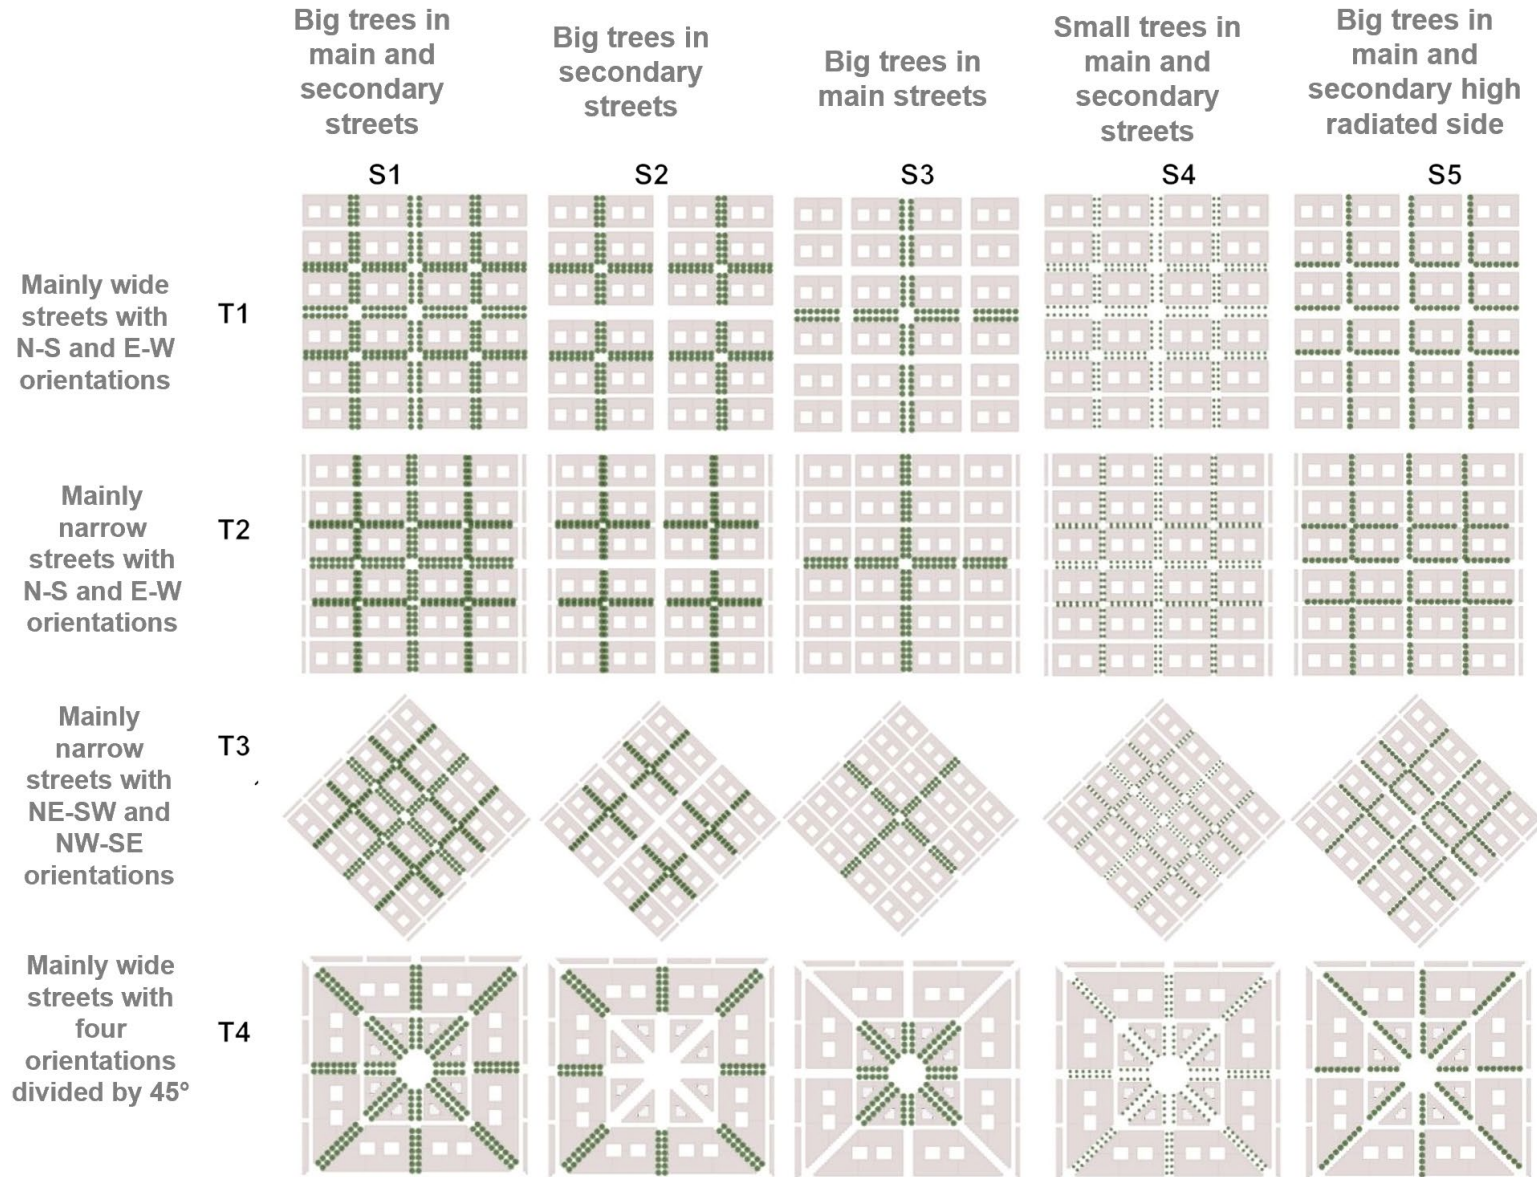 Big trees in
main and
secondary
streets
Big trees in
secondary
streets
Big trees in
main streets
Small trees in
main and
secondary
streets
Big trees in
main and
secondary high
radiated side
S1
S2
S3
S4
S5
Mainly wide
streets with
N-S and E-W
orientations
T1
Mainly
narrow
streets with
N-S and E-W
orientations
T2
Mainly
narrow
streets with
NE-SW and
NW-SE
orientations
T3
Mainly wide
streets with
four
orientations
divided by 45°
T4